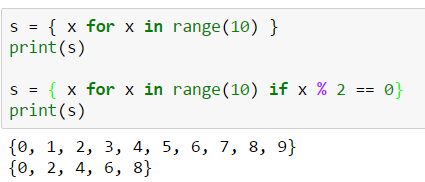 s = { x for x in range(10) }
print(s)

s = { x for x in range(10) if x % 2 == 0}
print(s)
{0, 1, 2, 3, 4, 5, 6, 7, 8, 9}
{0, 2, 4, 6, 8}